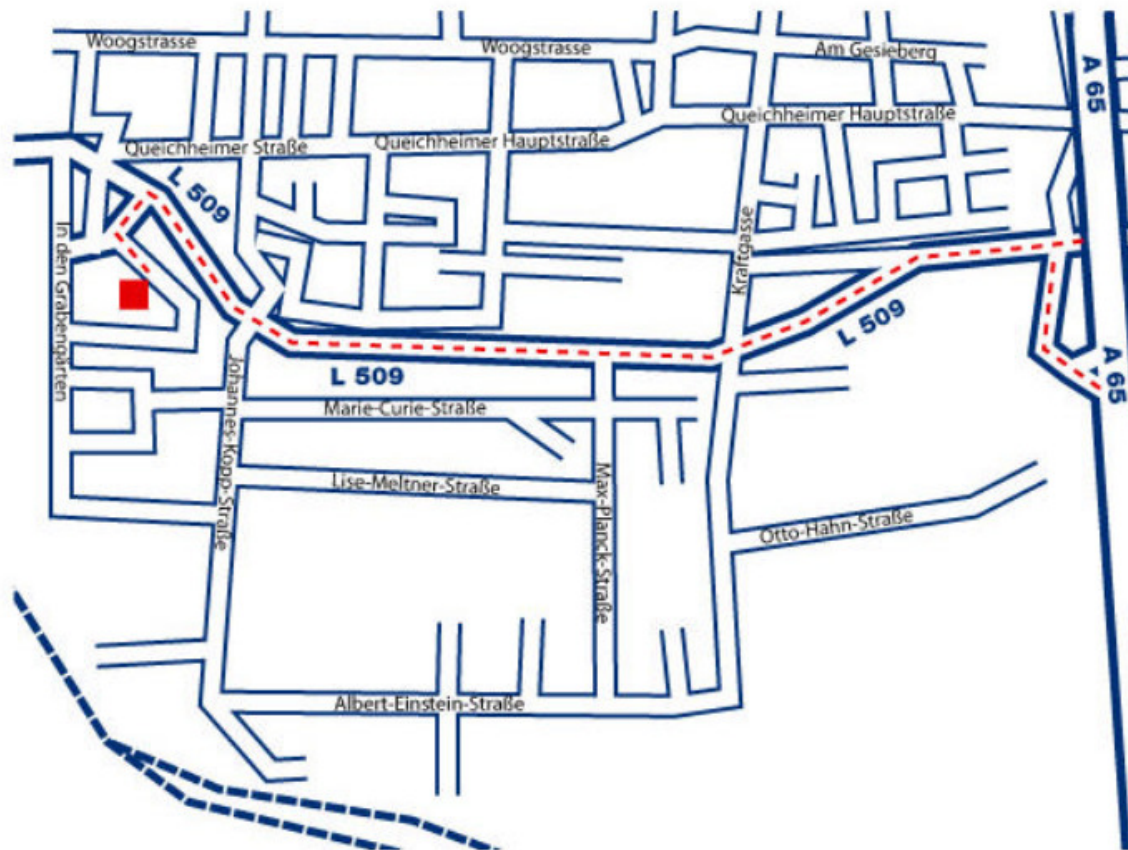 Woogstrasse
Woogstrasse
Am Gesieberg
A 65
Queichheimer Straße
Queichheimer Hauptstraße
Queichheimer Hauptstraße
L 509
In den Grabengärten
Kraftgasse
L 509
L 509
A 65
Johannes-Kopp-Straße
Marie-Curie-Straße
Lise-Meltner-Straße
Max-Planck-Straße
Otto-Hahn-Straße
Albert-Einstein-Straße